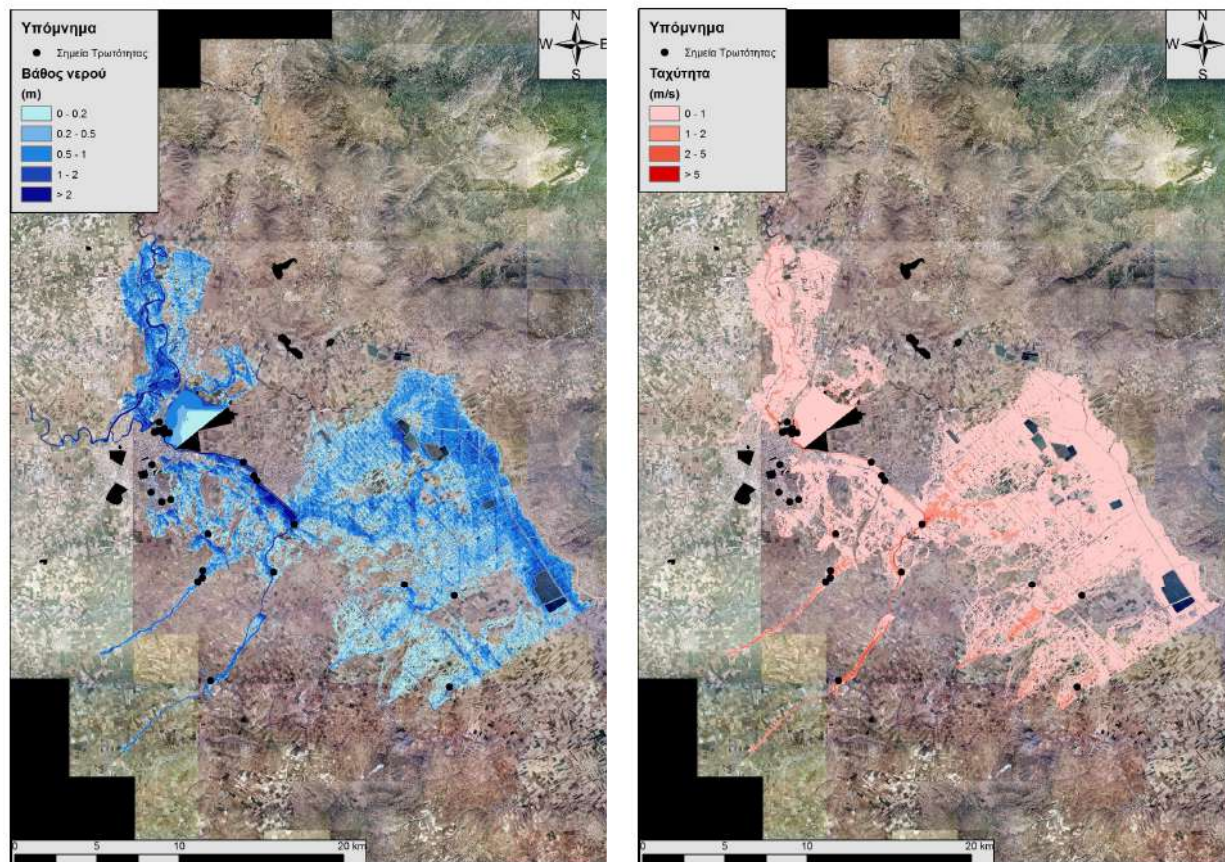 Υπόμνημα
Σημεία Τρωτότητας
Βάθος νερού
(m)
0 - 0.2
0.2 - 0.5
0.5 - 1
1 - 2
> 2
N
W
E
S
0
5
10
20 km
Υπόμνημα
Σημεία Τρωτότητας
Ταχύτητα
(m/s)
0 - 1
1 - 2
2 - 5
> 5
N
W
S
0
5
10
20 km